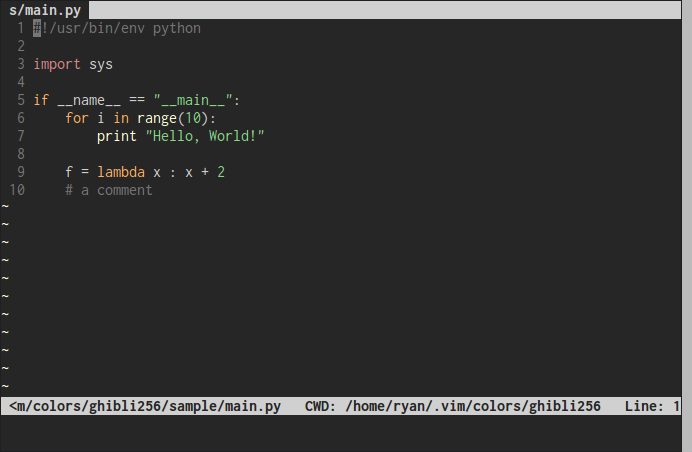 s/main.py
1 #!/usr/bin/env python
2
3 import sys
4
5 if __name__ == "__main__":
6     for i in range(10):
7         print "Hello, World!"
8
9     f = lambda x : x + 2
10     # a comment
~
~
~
~
~
~
~
~
~
~
~
<m/colors/ghibli256/sample/main.py   CWD: /home/ryan/.vim/colors/ghibli256   Line: 1